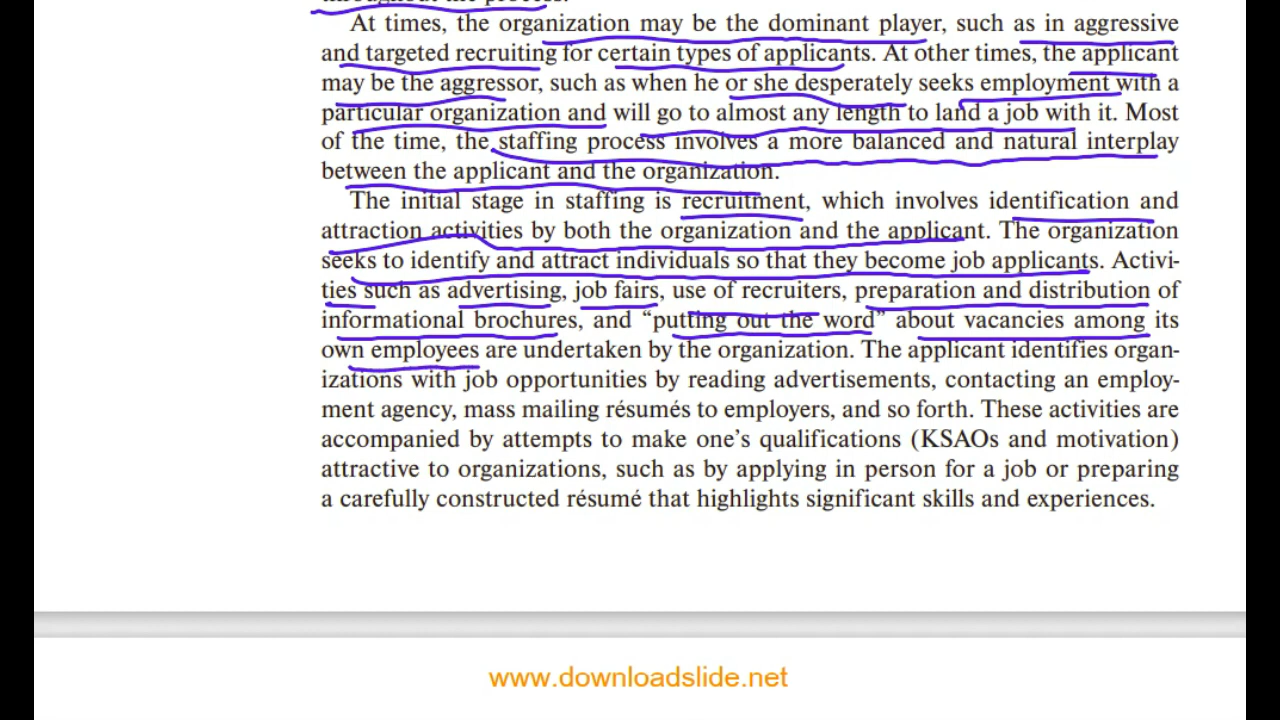 throughout the process.
At times, the organization may be the dominant player, such as in aggressive
and targeted recruiting for certain types of applicants. At other times, the applicant
may be the aggressor, such as when he or she desperately seeks employment with a
particular organization and will go to almost any length to land a job with it. Most
of the time, the staffing process involves a more balanced and natural interplay
between the applicant and the organization.
The initial stage in staffing is recruitment, which involves identification and
attraction activities by both the organization and the applicant. The organization
seeks to identify and attract individuals so that they become job applicants. Activi-
ties such as advertising, job fairs, use of recruiters, preparation and distribution of
informational brochures, and “putting out the word” about vacancies among its
own employees are undertaken by the organization. The applicant identifies organ-
izations with job opportunities by reading advertisements, contacting an employ-
ment agency, mass mailing résumés to employers, and so forth. These activities are
accompanied by attempts to make one’s qualifications (KSAOs and motivation)
attractive to organizations, such as by applying in person for a job or preparing
a carefully constructed résumé that highlights significant skills and experiences.
www.downloadslide.net